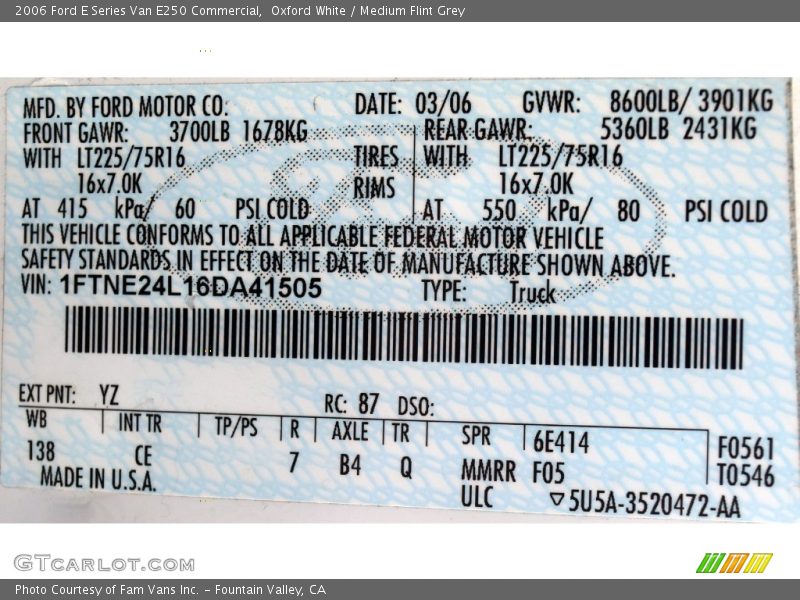 2006 Ford E Series Van E250 Commercial, Oxford White / Medium Flint Grey
MFD. BY FORD MOTOR CO. DATE: 03/06 GVWR: 8600LB/ 3901KG
FRONT GAWR: 3700LB 1678KG REAR GAWR: 5360LB 2431KG
WITH LT225/75R16 TIRES WITH LT225/75R16
16x7.0K RIMS 16x7.0K
AT 415 kPa/ 60 PSI COLD AT 550 kPa/ 80 PSI COLD
THIS VEHICLE CONFORMS TO ALL APPLICABLE FEDERAL MOTOR VEHICLE
SAFETY STANDARDS IN EFFECT ON THE DATE OF MANUFACTURE SHOWN ABOVE.
VIN: 1FTNE24L16DA41505 TYPE: Truck
EXT PNT: YZ RC: 87 DSO:
WB INT TR TP/PS R AXLE TR SPR 6E414 F0561
138 CE 7 B4 Q MMRR F05 T0546
MADE IN U.S.A. ULC ▽5U5A-3520472-AA
GTCARLOT.COM
Photo Courtesy of Fam Vans Inc. - Fountain Valley, CA